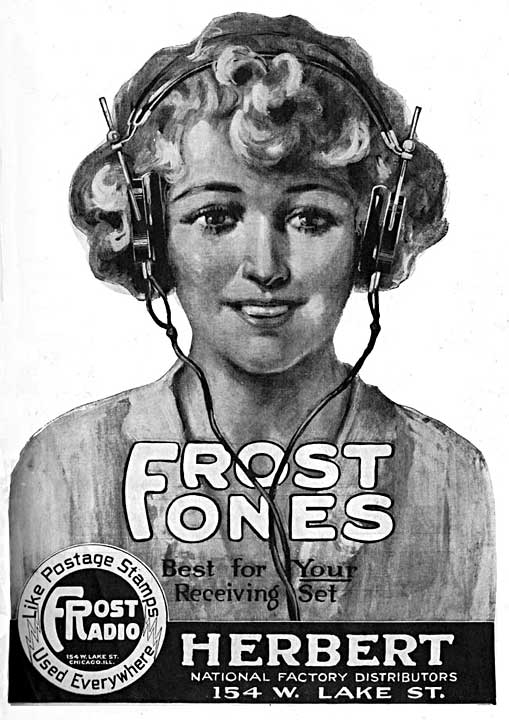 FROST
FONES
Best for Your
Receiving Set
Like Postage Stamps
FROST
RADIO
154 W. LAKE ST.
CHICAGO.ILL.
Used Everywhere
HERBERT
NATIONAL FACTORY DISTRIBUTORS
154 W. LAKE ST.